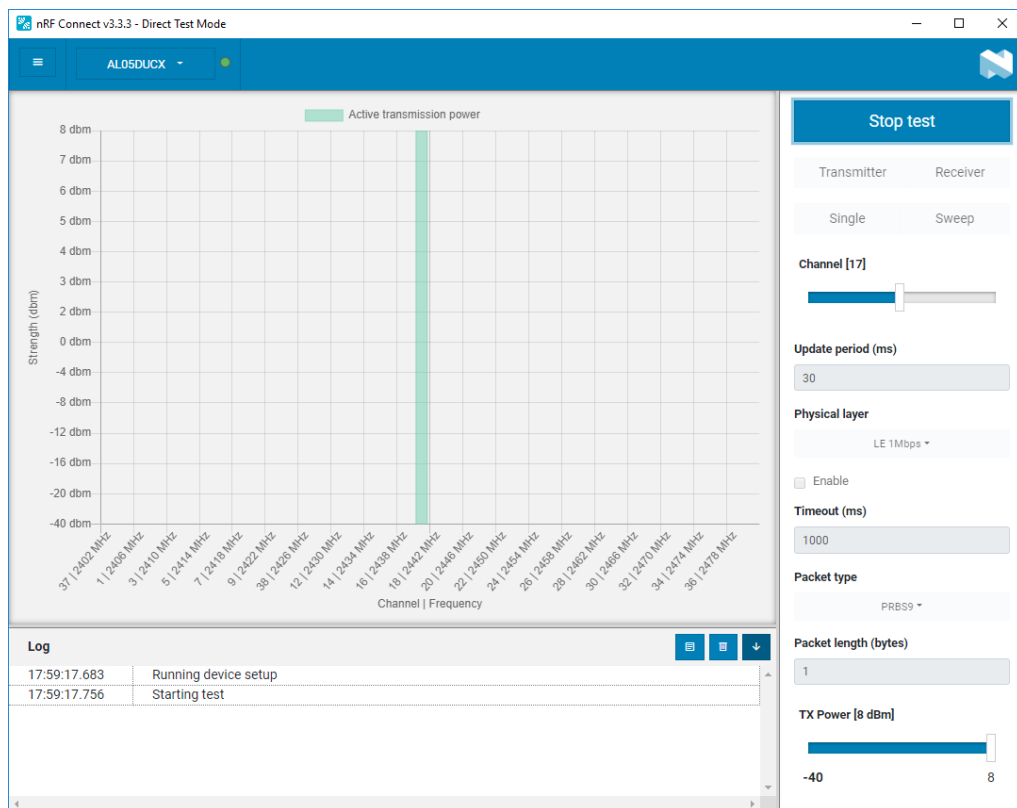 nRF Connect v3.3.3 - Direct Test Mode
AL05DUCX
Active transmission power
8 dbm
7 dbm
6 dbm
5 dbm
4 dbm
3 dbm
2 dbm
0 dbm
-4 dbm
-8 dbm
-12 dbm
-16 dbm
-20 dbm
-40 dbm
Strength (dbm)
37 | 2402 MHz
1 | 2406 MHz
3 | 2410 MHz
5 | 2414 MHz
7 | 2418 MHz
9 | 2422 MHz
38 | 2426 MHz
12 | 2430 MHz
14 | 2434 MHz
16 | 2438 MHz
18 | 2442 MHz
20 | 2446 MHz
22 | 2450 MHz
24 | 2454 MHz
26 | 2458 MHz
28 | 2462 MHz
30 | 2466 MHz
32 | 2470 MHz
34 | 2474 MHz
36 | 2478 MHz
Channel | Frequency
Log
17:59:17.683 Running device setup
17:59:17.756 Starting test
Stop test
Transmitter Receiver
Single Sweep
Channel [17]
Update period (ms)
30
Physical layer
LE 1Mbps
Enable
Timeout (ms)
1000
Packet type
PRBS9
Packet length (bytes)
1
TX Power [8 dBm]
-40 8